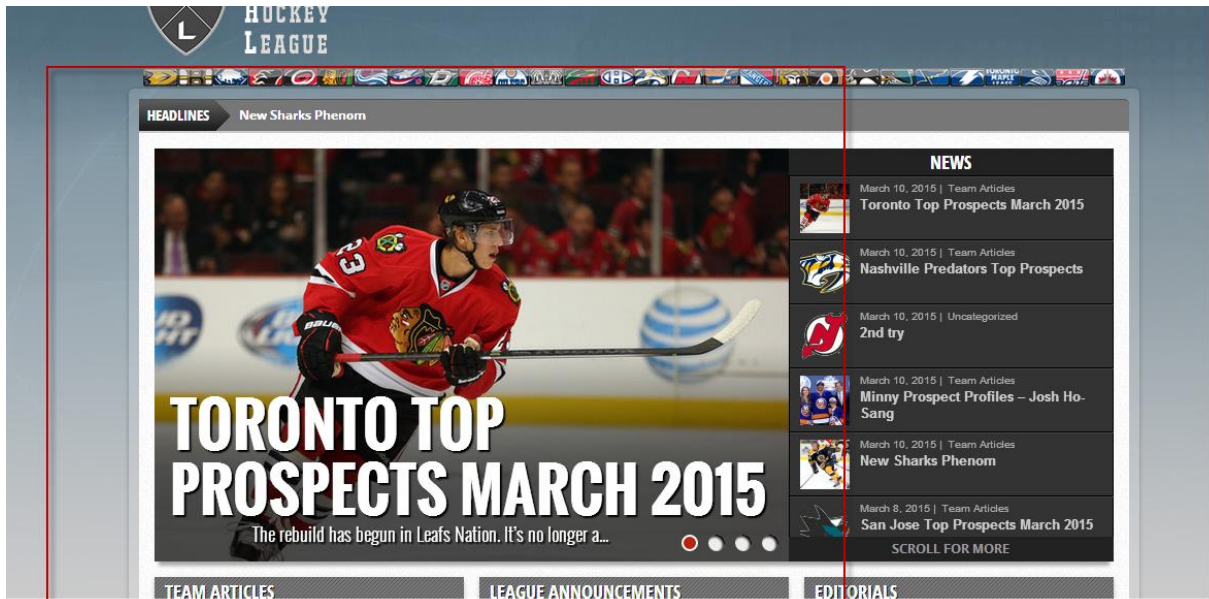 HOCKEY
L LEAGUE
TORONTO
MAPLE
HEADLINES New Sharks Phenom
NEWS
March 10, 2015 | Team Articles
Toronto Top Prospects March 2015
March 10, 2015 | Team Articles
Nashville Predators Top Prospects
March 10, 2015 | Uncategorized
2nd try
March 10, 2015 | Team Articles
Minny Prospect Profiles – Josh Ho-
Sang
March 10, 2015 | Team Articles
New Sharks Phenom
March 8, 2015 | Team Articles
San Jose Top Prospects March 2015
SCROLL FOR MORE
23
BAUER
TORONTO TOP
PROSPECTS MARCH 2015
The rebuild has begun in Leafs Nation. It’s no longer a...
TEAM ARTICLES
LEAGUE ANNOUNCEMENTS
EDITORIALS